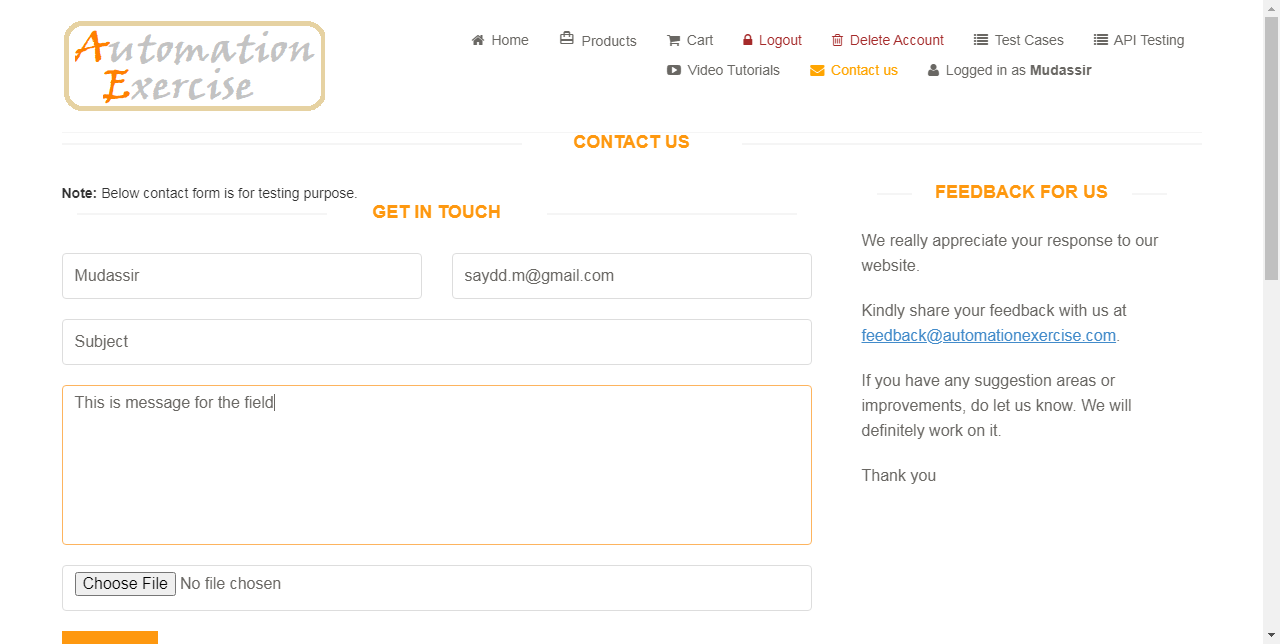 Automation
Exercise
Home Products Cart Logout Delete Account Test Cases API Testing
Video Tutorials Contact us Logged in as Mudassir
CONTACT US
Note: Below contact form is for testing purpose.
GET IN TOUCH
Mudassir
saydd.m@gmail.com
Subject
This is message for the field
Choose File No file chosen
FEEDBACK FOR US
We really appreciate your response to our
website.
Kindly share your feedback with us at
feedback@automationexercise.com.
If you have any suggestion areas or
improvements, do let us know. We will
definitely work on it.
Thank you